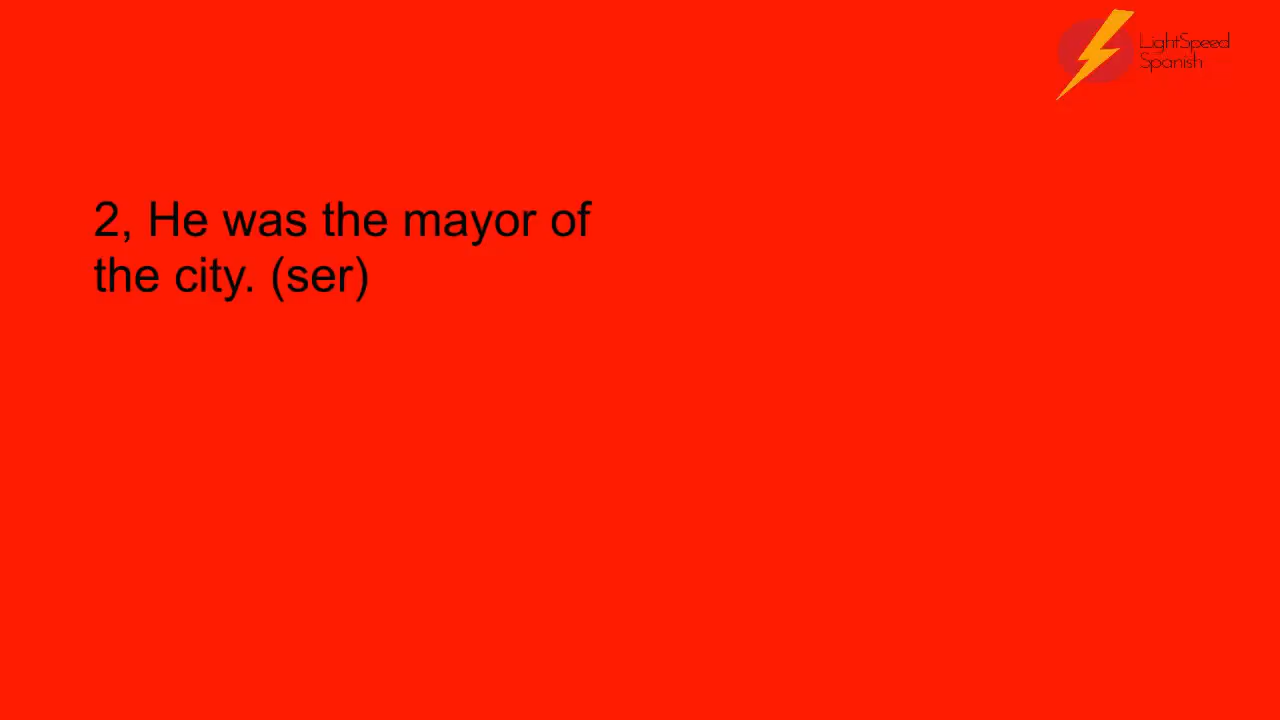 LightSpeed
Spanish
2, He was the mayor of
the city. (ser)